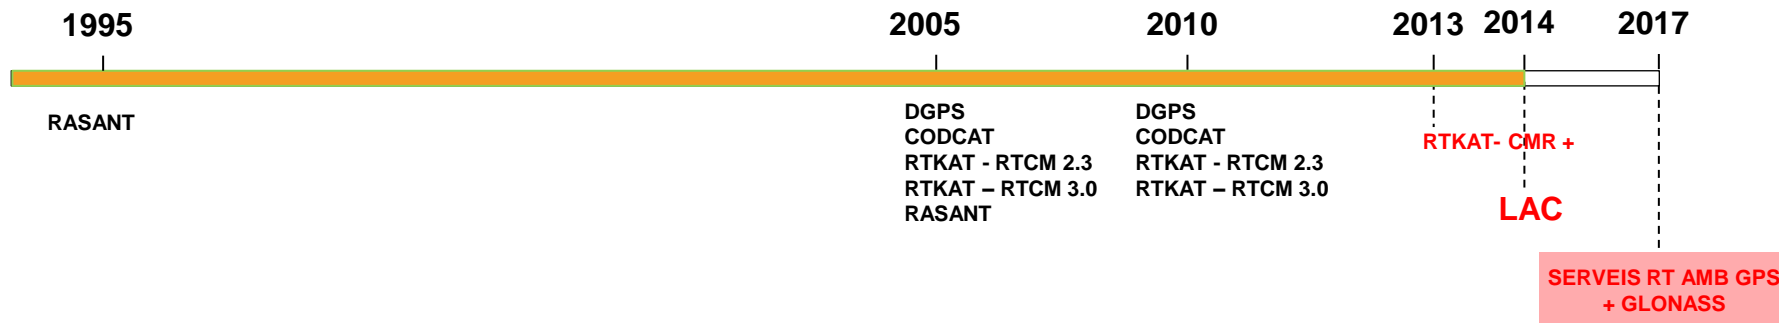 1995 2005 2010 2013 2014 2017
RASANT
DGPS
CODCAT
RTKAT - RTCM 2.3
RTKAT – RTCM 3.0
RASANT
DGPS
CODCAT
RTKAT - RTCM 2.3
RTKAT – RTCM 3.0
RTKAT- CMR +
LAC
SERVEIS RT AMB GPS
+ GLONASS